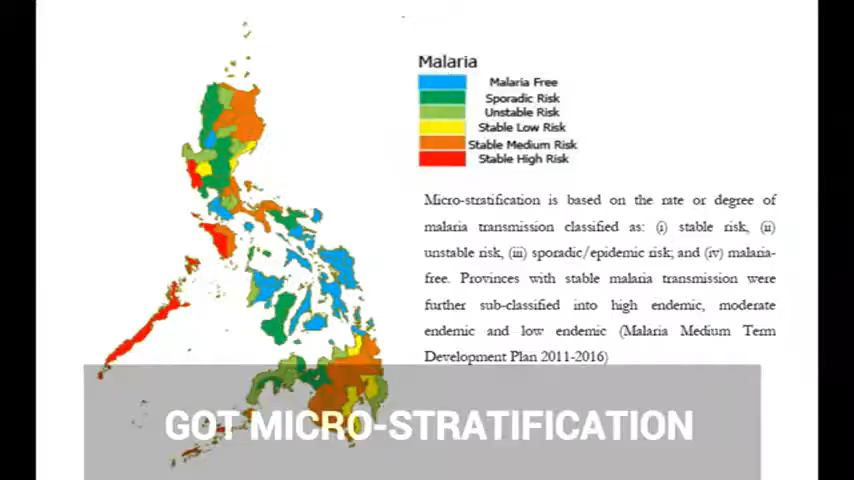 Malaria
Malaria Free
Sporadic Risk
Unstable Risk
Stable Low Risk
Stable Medium Risk
Stable High Risk
Micro-stratification is based on the rate or degree of
malaria transmission classified as: (i) stable risk, (ii)
unstable risk, (iii) sporadic/epidemic risk; and (iv) malaria-
free. Provinces with stable malaria transmission were
further sub-classified into high endemic, moderate
endemic and low endemic (Malaria Medium Term
Development Plan 2011-2016)
GOT MICRO-STRATIFICATION